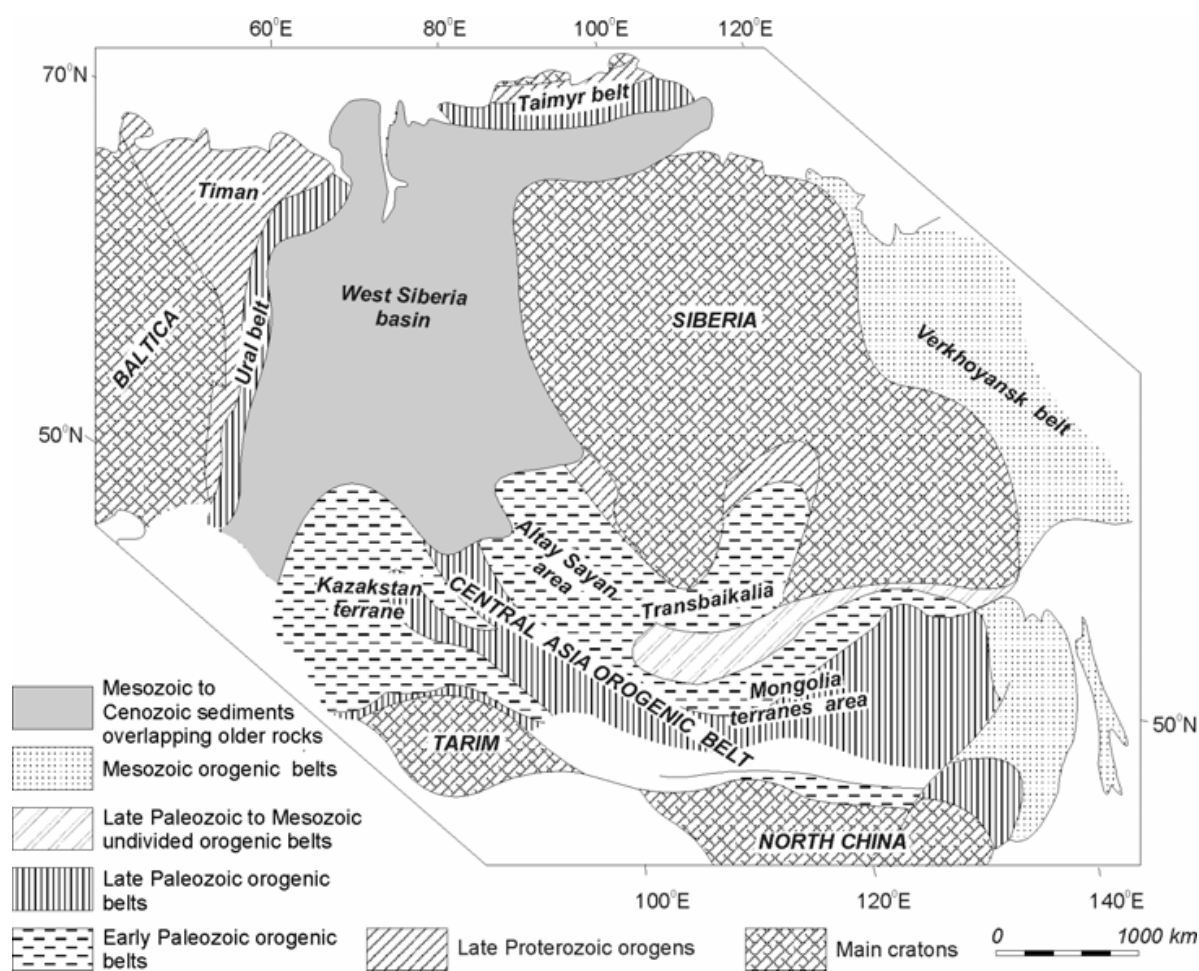 60°E 80°E 100°E 120°E
70°N
Taimyr belt
Timan
West Siberia
basin
SIBERIA
BALTICA
Ural belt
Verkhoyansk belt
50°N
Altay Sayan
area
Kazakstan
terrane
Transbaikalia
CENTRAL ASIA OROGENIC BELT
Mongolia
terranes area
50°N
TARIM
NORTH CHINA
100°E 120°E 140°E
Mesozoic to
Cenozoic sediments
overlapping older rocks
Mesozoic orogenic belts
Late Paleozoic to Mesozoic
undivided orogenic belts
Late Paleozoic orogenic
belts
Early Paleozoic orogenic
belts
Late Proterozoic orogens
Main cratons
0 1000 km